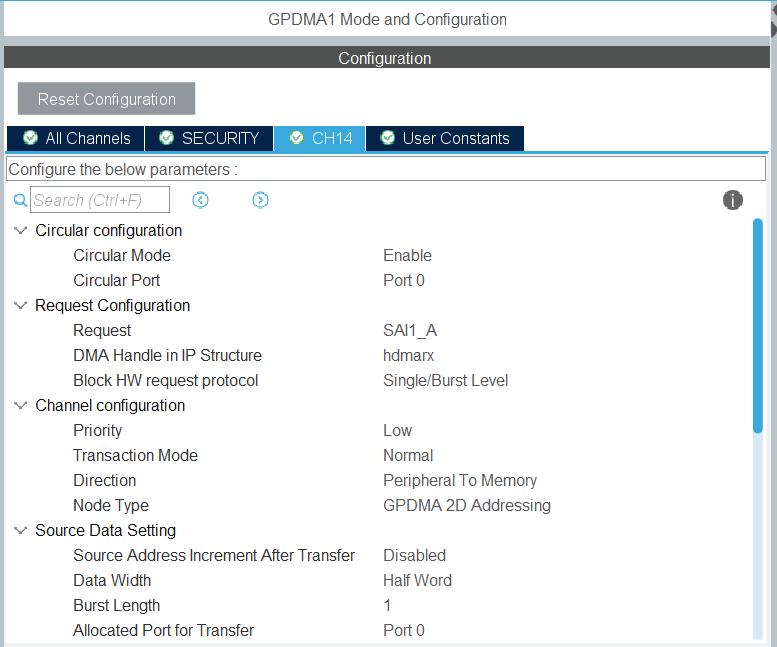 GPDMA1 Mode and Configuration
Configuration
Reset Configuration
All Channels SECURITY CH14 User Constants
Configure the below parameters :
Search (Ctrl+F)
Circular configuration
Circular Mode Enable
Circular Port Port 0
Request Configuration
Request SAI1_A
DMA Handle in IP Structure hdmarx
Block HW request protocol Single/Burst Level
Channel configuration
Priority Low
Transaction Mode Normal
Direction Peripheral To Memory
Node Type GPDMA 2D Addressing
Source Data Setting
Source Address Increment After Transfer Disabled
Data Width Half Word
Burst Length 1
Allocated Port for Transfer Port 0